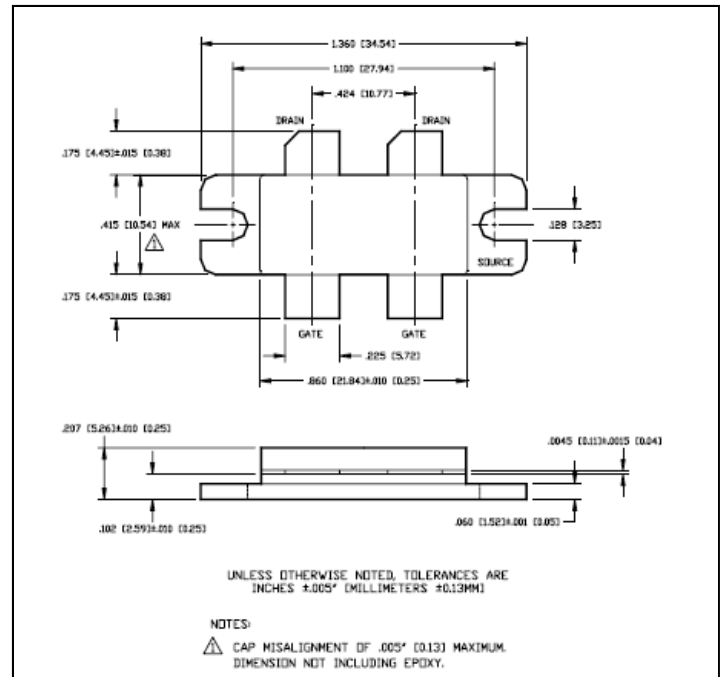 1.360 [34.54]
1.100 [27.94]
.424 [10.77]
DRAIN
DRAIN
.175 [4.45]±.015 [0.38]
.415 [10.54] MAX
.128 [3.25]
SOURCE
.175 [4.45]±.015 [0.38]
GATE
GATE
.225 [5.72]
.860 [21.84]±.010 [0.25]
.207 [5.26]±.010 [0.25]
.0045 [0.11]±.0015 [0.04]
.102 [2.59]±.010 [0.25]
.060 [1.52]±.001 [0.05]
UNLESS OTHERWISE NOTED, TOLERANCES ARE
INCHES ±.005" [MILLIMETERS ±0.13MM]
NOTES:
1 CAP MISALIGNMENT OF .005" [0.13] MAXIMUM.
DIMENSION NOT INCLUDING EPOXY.